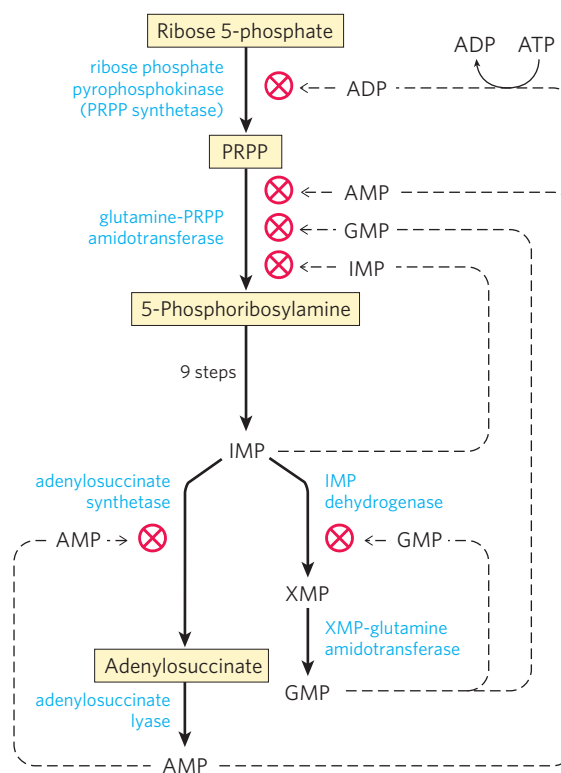 Ribose 5-phosphate
ADP ATP
ribose phosphate
pyrophosphokinase
(PRPP synthetase)
ADP
PRPP
AMP
glutamine-PRPP
amidotransferase
GMP
IMP
5-Phosphoribosylamine
9 steps
IMP
adenylosuccinate
synthetase
IMP
dehydrogenase
AMP
GMP
XMP
XMP-glutamine
amidotransferase
Adenylosuccinate
GMP
adenylosuccinate
lyase
AMP